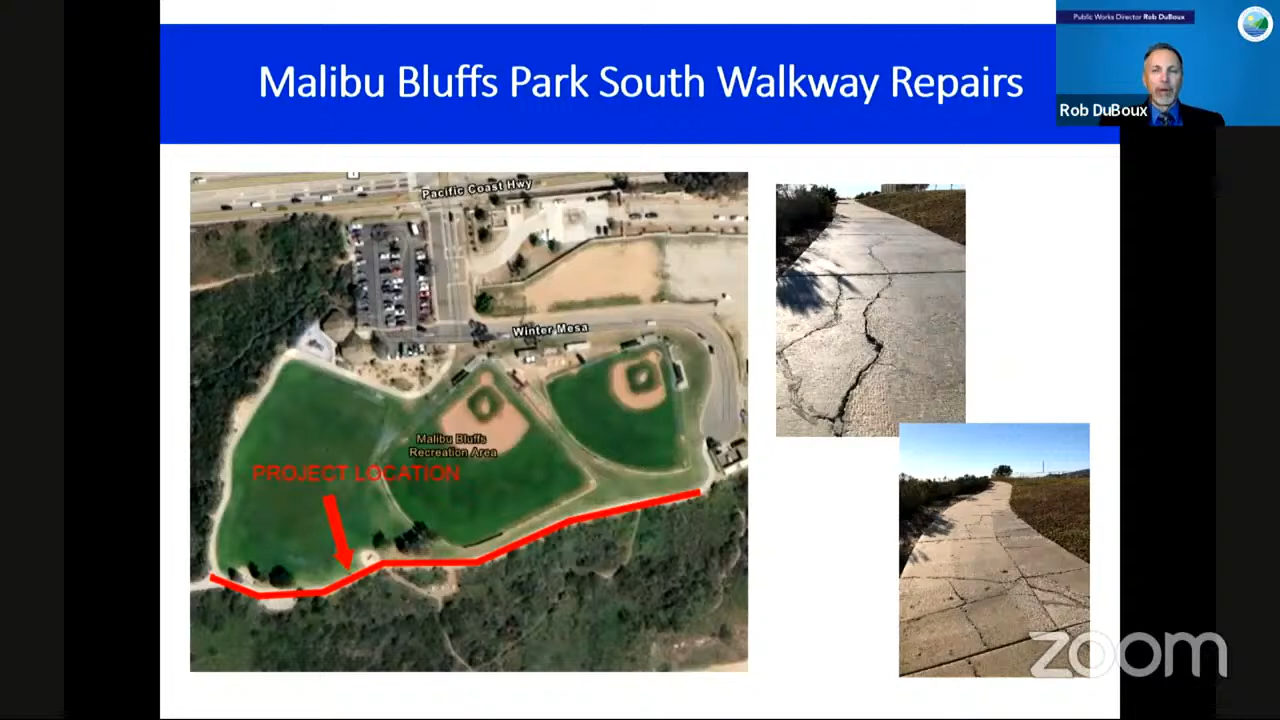 Malibu Bluffs Park South Walkway Repairs
Public Works Director Rob DuBoux
Rob DuBoux
Pacific Coast Hwy
Winter Mesa
Malibu Bluffs
Recreation Area
PROJECT LOCATION
zoom